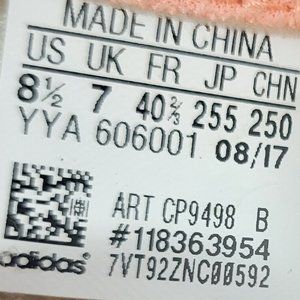 MADE IN CHINA
US UK FR JP CHN
8½ 7 40⅔ 255 250
YYA 606001 08/17
ART CP9498 B
#118363954
adidas 7VT92ZNC00592